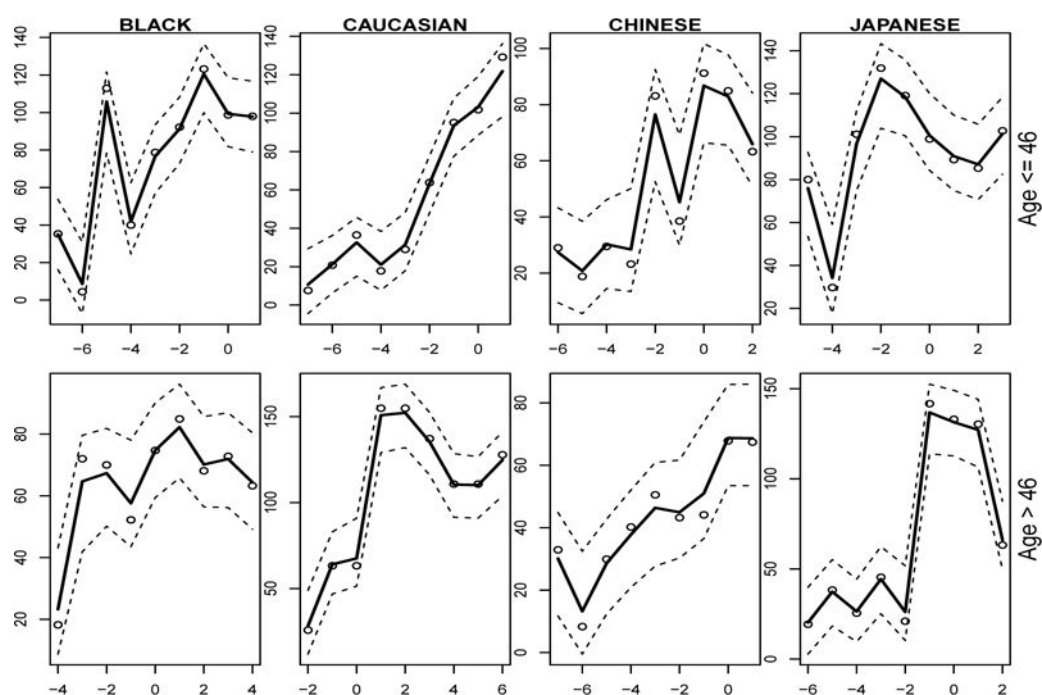 BLACK
0 20 40 60 80 100 120 140
−6 −4 −2 0
CAUCASIAN
0 20 40 60 80 100 120 140
−6 −4 −2 0
CHINESE
20 40 60 80 100
−6 −4 −2 0 2
JAPANESE
20 40 60 80 100 120 140
−4 −2 0 2
Age <= 46
20 40 60 80
−4 −2 0 2 4
50 100 150
−2 0 2 4 6
0 20 40 60 80
−6 −4 −2 0
0 50 100 150
−6 −4 −2 0 2
Age > 46